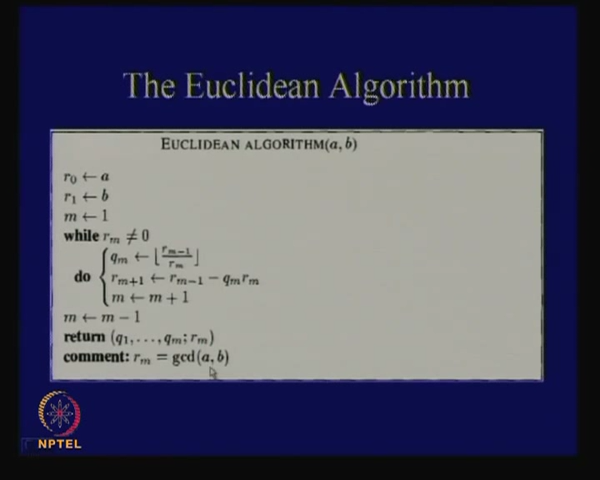 The Euclidean Algorithm
EUCLIDEAN ALGORITHM(a, b)
r₀ ← a
r₁ ← b
m ← 1
while rₘ ≠ 0
do { qₘ ← ⌊rₘ₋₁ / rₘ⌋
rₘ₊₁ ← rₘ₋₁ − qₘrₘ
m ← m + 1
m ← m − 1
return (q₁, . . . , qₘ; rₘ)
comment: rₘ = gcd(a, b)
NPTEL